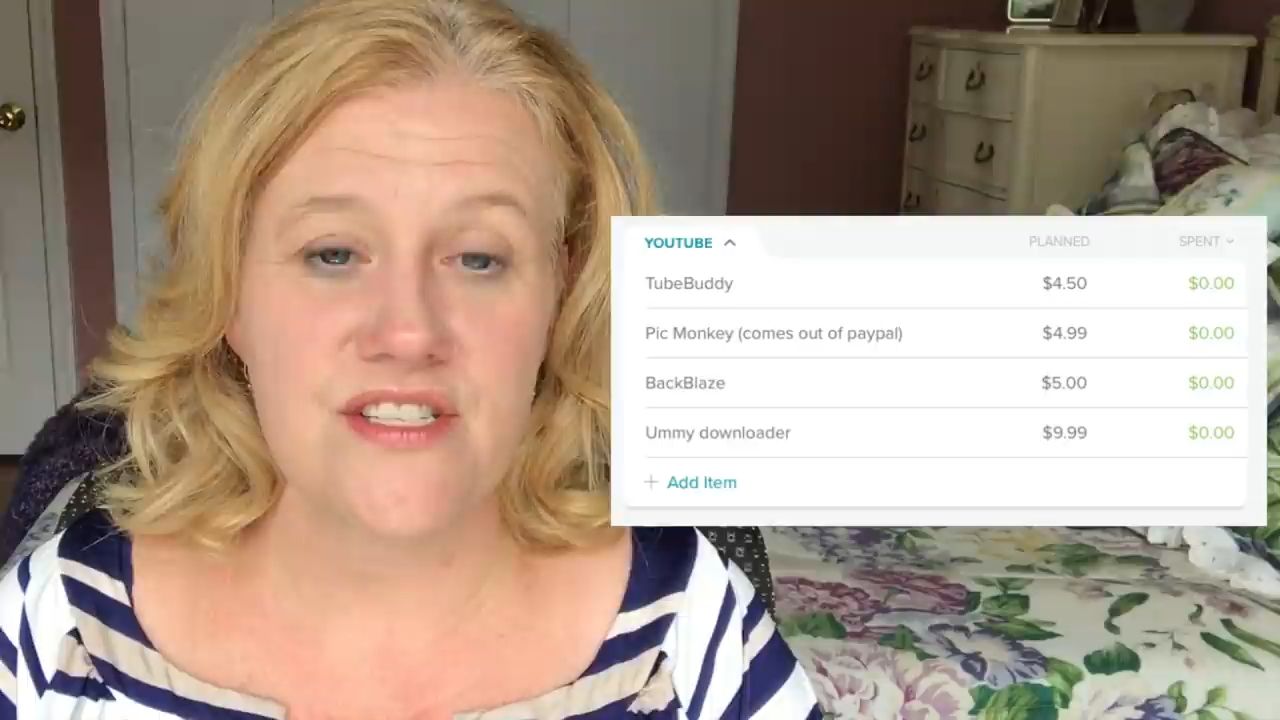 YOUTUBE PLANNED SPENT
TubeBuddy $4.50 $0.00
Pic Monkey (comes out of paypal) $4.99 $0.00
BackBlaze $5.00 $0.00
Ummy downloader $9.99 $0.00
+ Add Item